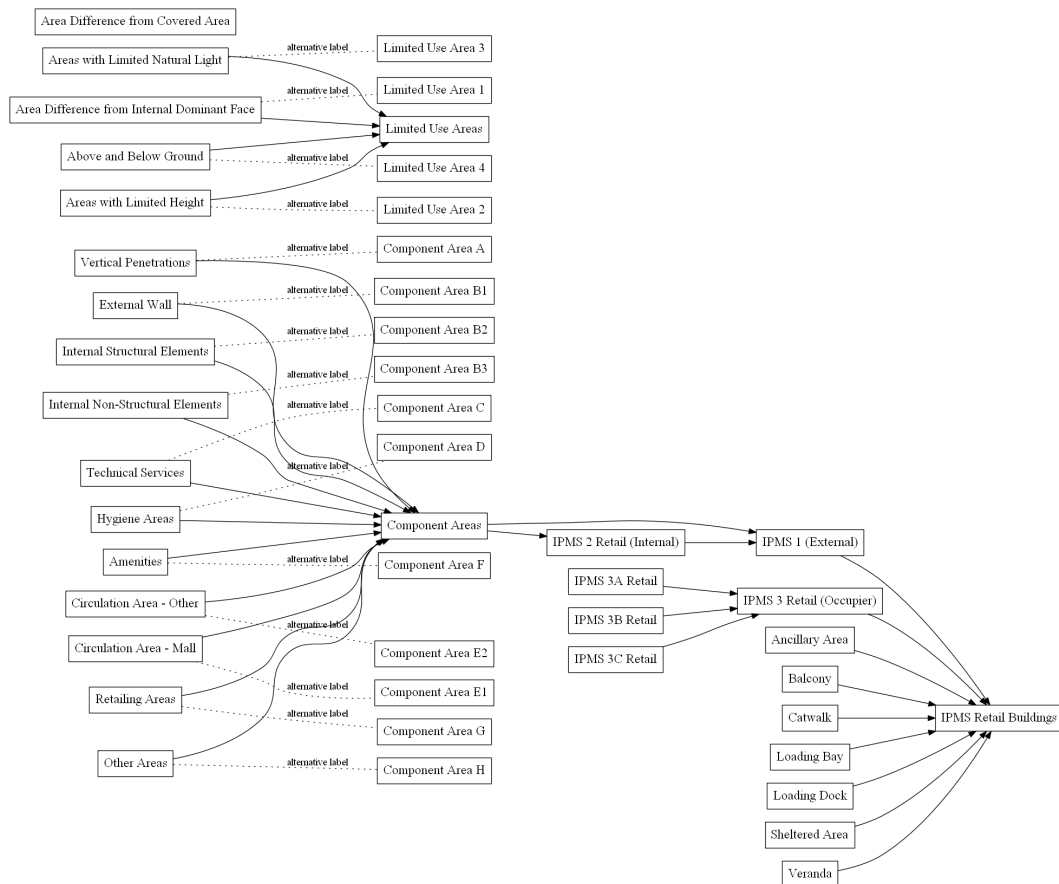 Area Difference from Covered Area
Areas with Limited Natural Light
alternative label
Limited Use Area 3
Area Difference from Internal Dominant Face
alternative label
Limited Use Area 1
Limited Use Areas
Above and Below Ground
alternative label
Limited Use Area 4
Areas with Limited Height
alternative label
Limited Use Area 2
Vertical Penetrations
alternative label
Component Area A
External Wall
alternative label
Component Area B1
Internal Structural Elements
alternative label
Component Area B2
Internal Non-Structural Elements
alternative label
Component Area B3
Technical Services
alternative label
Component Area C
Hygiene Areas
alternative label
Component Area D
Component Areas
IPMS 2 Retail (Internal)
IPMS 1 (External)
Amenities
alternative label
Component Area F
IPMS 3A Retail
IPMS 3 Retail (Occupier)
Circulation Area - Other
alternative label
Component Area E2
IPMS 3B Retail
Circulation Area - Mall
alternative label
Component Area E1
IPMS 3C Retail
Ancillary Area
Retailing Areas
alternative label
Component Area G
Balcony
Catwalk
IPMS Retail Buildings
Other Areas
alternative label
Component Area H
Loading Bay
Loading Dock
Sheltered Area
Veranda